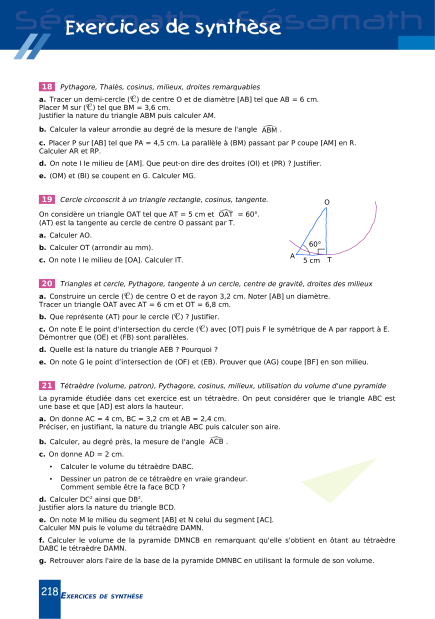 Sésamath Sésamath
Exercices de synthèse
18 Pythagore, Thalès, cosinus, milieux, droites remarquables
a. Tracer un demi-cercle (𝒞) de centre O et de diamètre [AB] tel que AB = 6 cm.
Placer M sur (𝒞) tel que BM = 3,6 cm.
Justifier la nature du triangle ABM puis calculer AM.
b. Calculer la valeur arrondie au degré de la mesure de l'angle ABM .
c. Placer P sur [AB] tel que PA = 4,5 cm. La parallèle à (BM) passant par P coupe [AM] en R.
Calculer AR et RP.
d. On note I le milieu de [AM]. Que peut-on dire des droites (OI) et (PR) ? Justifier.
e. (OM) et (BI) se coupent en G. Calculer MG.
19 Cercle circonscrit à un triangle rectangle, cosinus, tangente.
On considère un triangle OAT tel que AT = 5 cm et OAT = 60°.
(AT) est la tangente au cercle de centre O passant par T.
a. Calculer AO.
b. Calculer OT (arrondir au mm).
c. On note I le milieu de [OA]. Calculer IT.
O
60°
A
5 cm T
20 Triangles et cercle, Pythagore, tangente à un cercle, centre de gravité, droites des milieux
a. Construire un cercle (𝒞) de centre O et de rayon 3,2 cm. Noter [AB] un diamètre.
Tracer un triangle OAT avec AT = 6 cm et OT = 6,8 cm.
b. Que représente (AT) pour le cercle (𝒞) ? Justifier.
c. On note E le point d'intersection du cercle (𝒞) avec [OT] puis F le symétrique de A par rapport à E.
Démontrer que (OE) et (FB) sont parallèles.
d. Quelle est la nature du triangle AEB ? Pourquoi ?
e. On note G le point d'intersection de (OF) et (EB). Prouver que (AG) coupe [BF] en son milieu.
21 Tétraèdre (volume, patron), Pythagore, cosinus, milieux, utilisation du volume d'une pyramide
La pyramide étudiée dans cet exercice est un tétraèdre. On peut considérer que le triangle ABC est
une base et que [AD] est alors la hauteur.
a. On donne AC = 4 cm, BC = 3,2 cm et AB = 2,4 cm.
Préciser, en justifiant, la nature du triangle ABC puis calculer son aire.
b. Calculer, au degré près, la mesure de l'angle ACB .
c. On donne AD = 2 cm.
• Calculer le volume du tétraèdre DABC.
• Dessiner un patron de ce tétraèdre en vraie grandeur.
Comment semble être la face BCD ?
d. Calculer DC² ainsi que DB².
Justifier alors la nature du triangle BCD.
e. On note M le milieu du segment [AB] et N celui du segment [AC].
Calculer MN puis le volume du tétraèdre DAMN.
f. Calculer le volume de la pyramide DMNCB en remarquant qu'elle s'obtient en ôtant au tétraèdre
DABC le tétraèdre DAMN.
g. Retrouver alors l'aire de la base de la pyramide DMNBC en utilisant la formule de son volume.
218 EXERCICES DE SYNTHÈSE